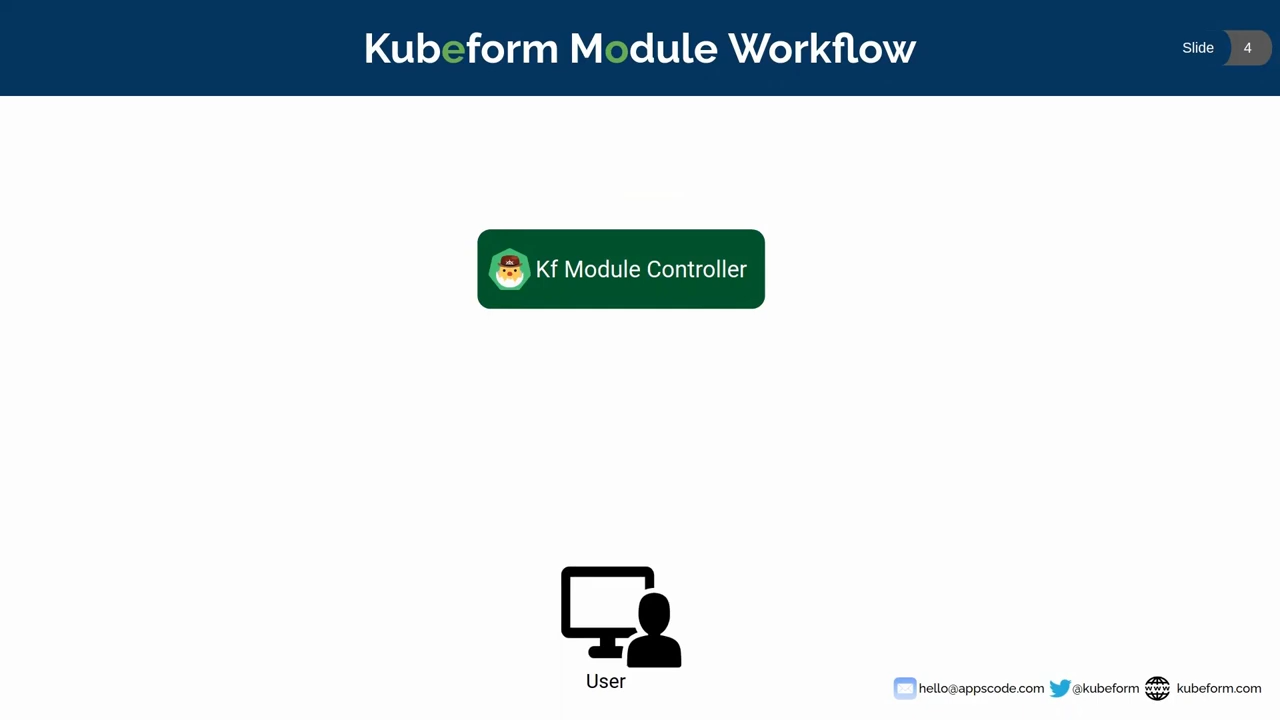 Kubeform Module Workflow
Slide 4
Kf Module Controller
User
hello@appscode.com @kubeform kubeform.com